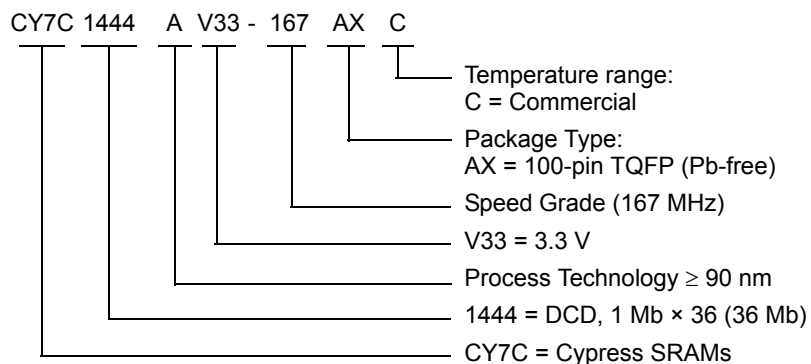 CY7C 1444 A V33 - 167 AX C
Temperature range:
C = Commercial
Package Type:
AX = 100-pin TQFP (Pb-free)
Speed Grade (167 MHz)
V33 = 3.3 V
Process Technology ≥ 90 nm
1444 = DCD, 1 Mb × 36 (36 Mb)
CY7C = Cypress SRAMs